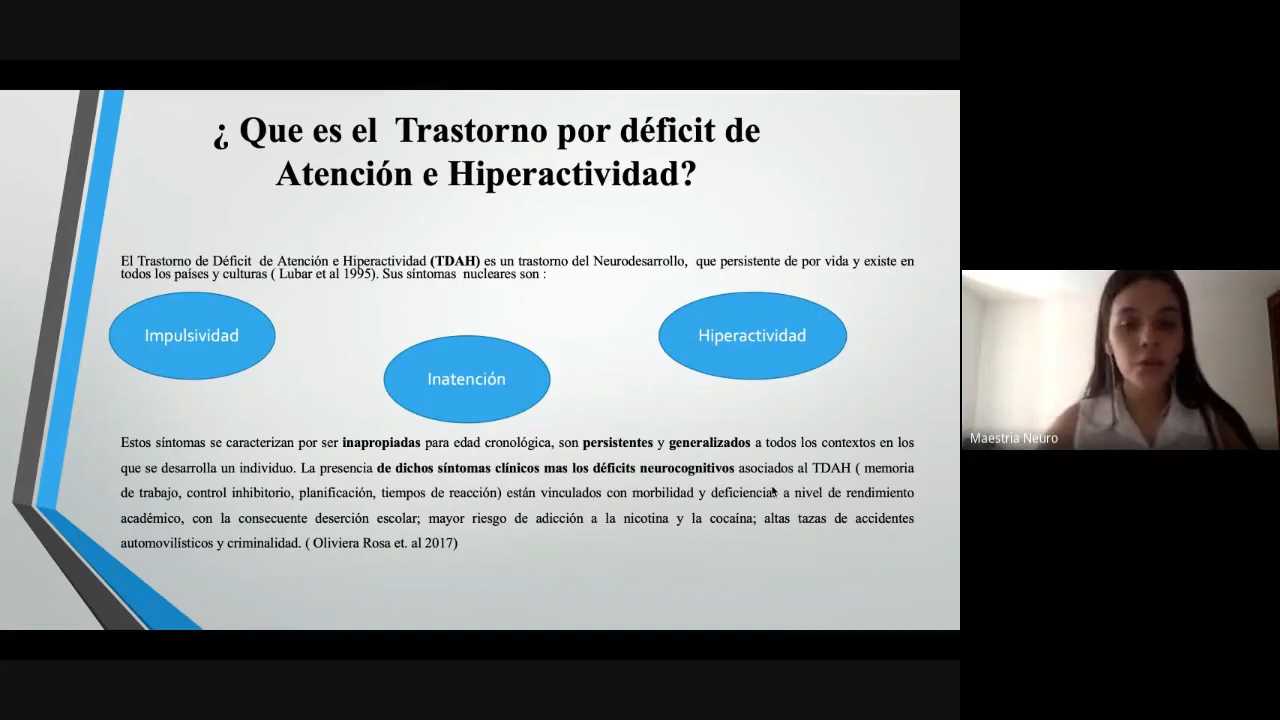 ¿ Que es el Trastorno por déficit de
Atención e Hiperactividad?
El Trastorno de Déficit de Atención e Hiperactividad (TDAH) es un trastorno del Neurodesarrollo, que persistente de por vida y existe en
todos los países y culturas ( Lubar et al 1995). Sus síntomas nucleares son :
Impulsividad
Inatención
Hiperactividad
Estos síntomas se caracterizan por ser inapropiadas para edad cronológica, son persistentes y generalizados a todos los contextos en los
que se desarrolla un individuo. La presencia de dichos síntomas clínicos mas los déficits neurocognitivos asociados al TDAH ( memoria
de trabajo, control inhibitorio, planificación, tiempos de reacción) están vinculados con morbilidad y deficiencias a nivel de rendimiento
académico, con la consecuente deserción escolar; mayor riesgo de adicción a la nicotina y la cocaína; altas tazas de accidentes
automovilísticos y criminalidad. ( Oliviera Rosa et. al 2017)
Maestria Neuro